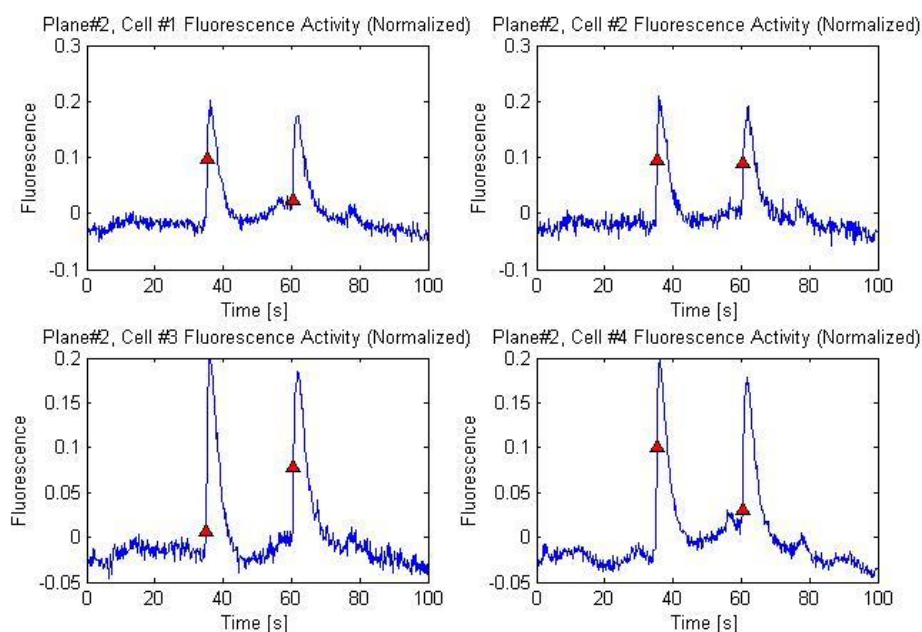 Plane#2, Cell #1 Fluorescence Activity (Normalized)
0.3
0.2
0.1
0
-0.1
Fluorescence
0 20 40 60 80 100
Time [s]
Plane#2, Cell #2 Fluorescence Activity (Normalized)
0.3
0.2
0.1
0
-0.1
Fluorescence
0 20 40 60 80 100
Time [s]
Plane#2, Cell #3 Fluorescence Activity (Normalized)
0.2
0.15
0.1
0.05
0
-0.05
Fluorescence
0 20 40 60 80 100
Time [s]
Plane#2, Cell #4 Fluorescence Activity (Normalized)
0.2
0.15
0.1
0.05
0
-0.05
Fluorescence
0 20 40 60 80 100
Time [s]